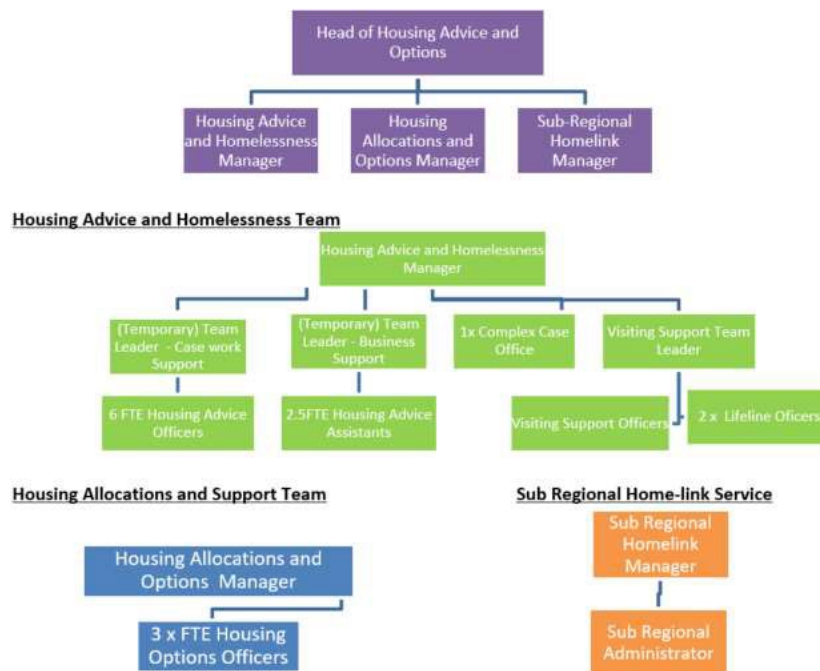 Head of Housing Advice and
Options
Housing Advice
and Homelessness
Manager
Housing
Allocations and
Options Manager
Sub-Regional
Homelink
Manager
Housing Advice and Homelessness Team
Housing Advice and Homelessness
Manager
(Temporary) Team
Leader - Case work
Support
(Temporary) Team
Leader - Business
Support
1x Complex Case
Office
Visiting Support Team
Leader
6 FTE Housing Advice
Officers
2.5FTE Housing Advice
Assistants
Visiting Support Officers
2 x Lifeline Oficers
Housing Allocations and Support Team
Housing Allocations and
Options Manager
3 x FTE Housing
Options Officers
Sub Regional Home-link Service
Sub Regional
Homelink
Manager
Sub Regional
Administrator